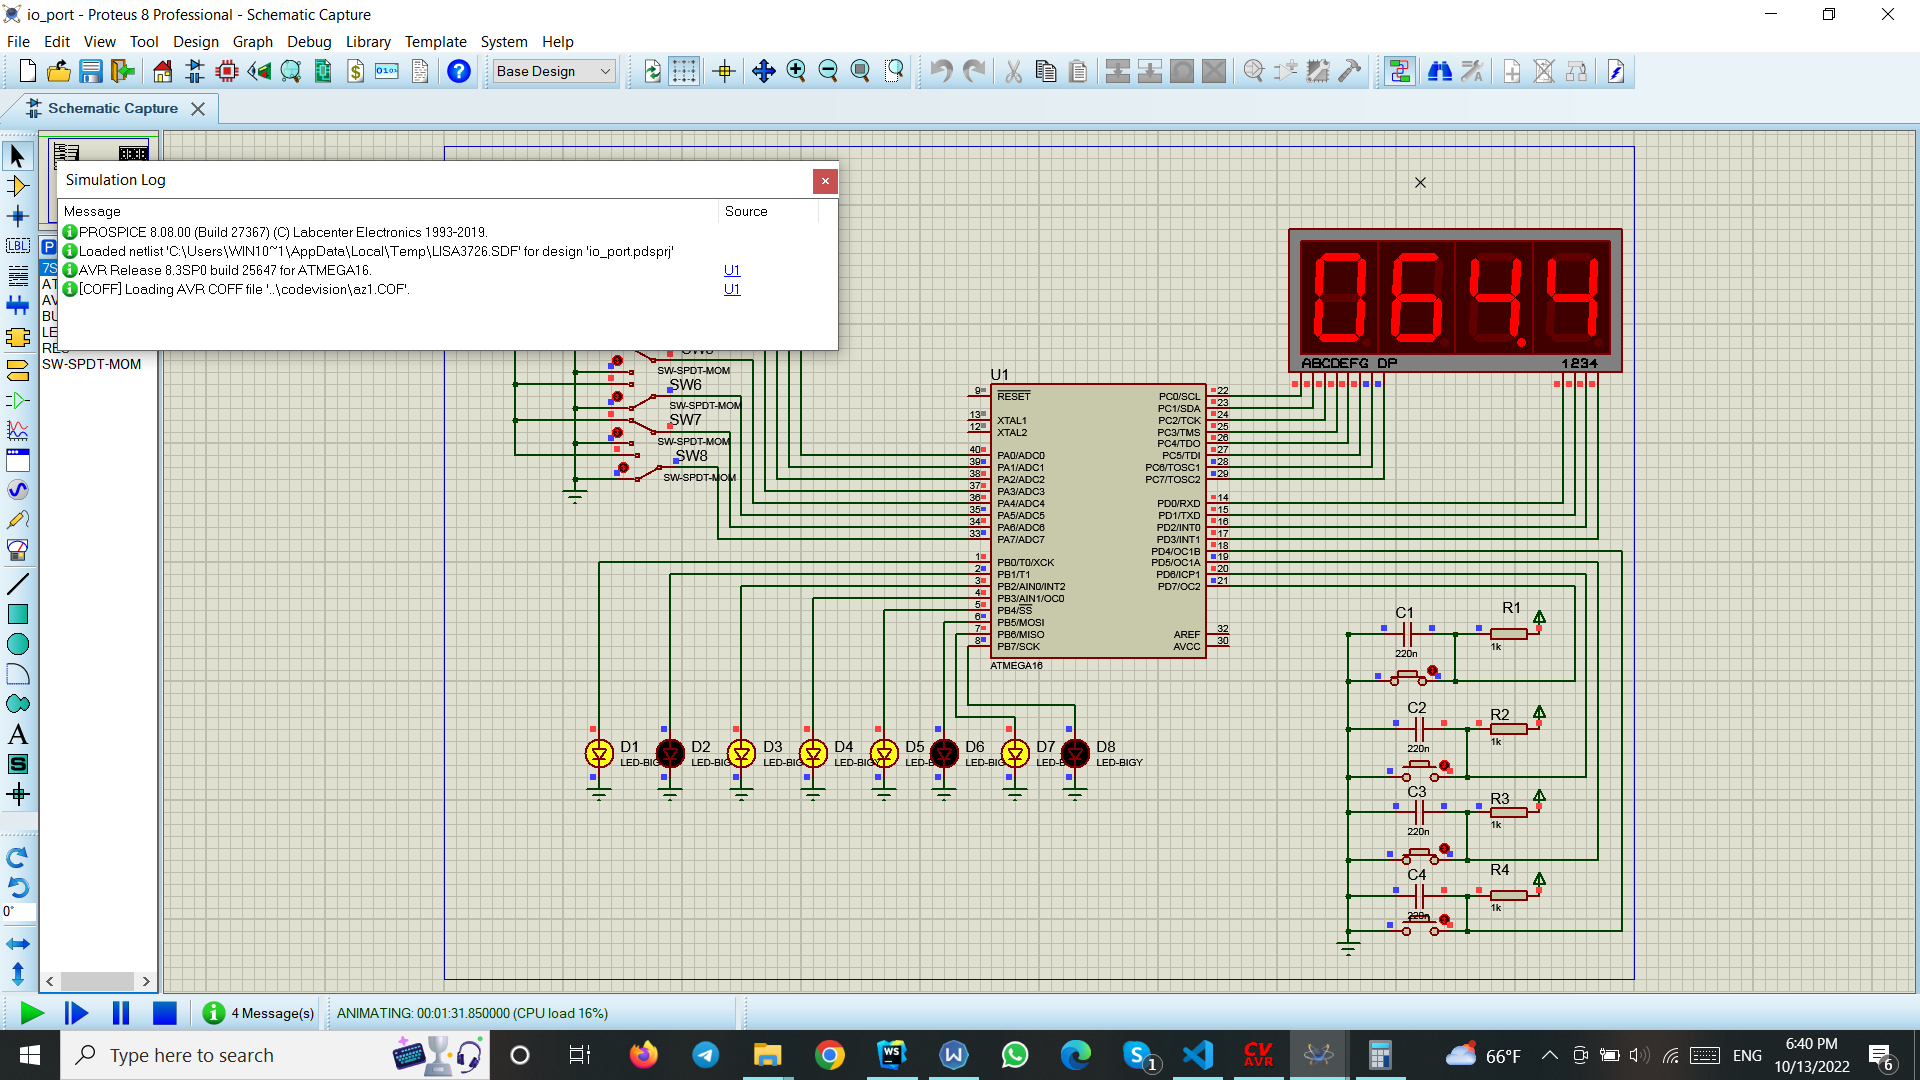 io_port - Proteus 8 Professional - Schematic Capture
File Edit View Tool Design Graph Debug Library Template System Help
Base Design
Schematic Capture
Simulation Log
Message Source
PROSPICE 8.08.00 (Build 27367) (C) Labcenter Electronics 1993-2019.
Loaded netlist 'C:\Users\WIN10~1\AppData\Local\Temp\LISA3726.SDF' for design 'io_port.pdsprj'
AVR Release 8.3SP0 build 25647 for ATMEGA16. U1
[COFF] Loading AVR COFF file '..\codevision\az1.COF'. U1
LBL
P
7S
AT
AV
BU
LE
RE
SW-SPDT-MOM
A
S
0°
SW-SPDT-MOM
SW6
SW-SPDT-MOM
SW7
SW-SPDT-MOM
SW8
SW-SPDT-MOM
064.4
ABCDEFG DP 1234
U1
9 RESET
13 XTAL1
12 XTAL2
40 PA0/ADC0
39 PA1/ADC1
38 PA2/ADC2
37 PA3/ADC3
36 PA4/ADC4
35 PA5/ADC5
34 PA6/ADC6
33 PA7/ADC7
1 PB0/T0/XCK
2 PB1/T1
3 PB2/AIN0/INT2
4 PB3/AIN1/OC0
5 PB4/SS
6 PB5/MOSI
7 PB6/MISO
8 PB7/SCK
PC0/SCL 22
PC1/SDA 23
PC2/TCK 24
PC3/TMS 25
PC4/TDO 26
PC5/TDI 27
PC6/TOSC1 28
PC7/TOSC2 29
PD0/RXD 14
PD1/TXD 15
PD2/INT0 16
PD3/INT1 17
PD4/OC1B 18
PD5/OC1A 19
PD6/ICP1 20
PD7/OC2 21
AREF 32
AVCC 30
ATMEGA16
D1
LED-BIG
D2
LED-BIG
D3
LED-BIG
D4
LED-BIG
D5
LED-B
D6
LED-BIG
D7
LED-B
D8
LED-BIGY
C1
220n
R1
1k
C2
220n
R2
1k
C3
220n
R3
1k
C4
220n
R4
1k
4 Message(s)
ANIMATING: 00:01:31.850000 (CPU load 16%)
Type here to search
WS
W
S 1
CV
AVR
66°F
ENG
6:40 PM
10/13/2022
6